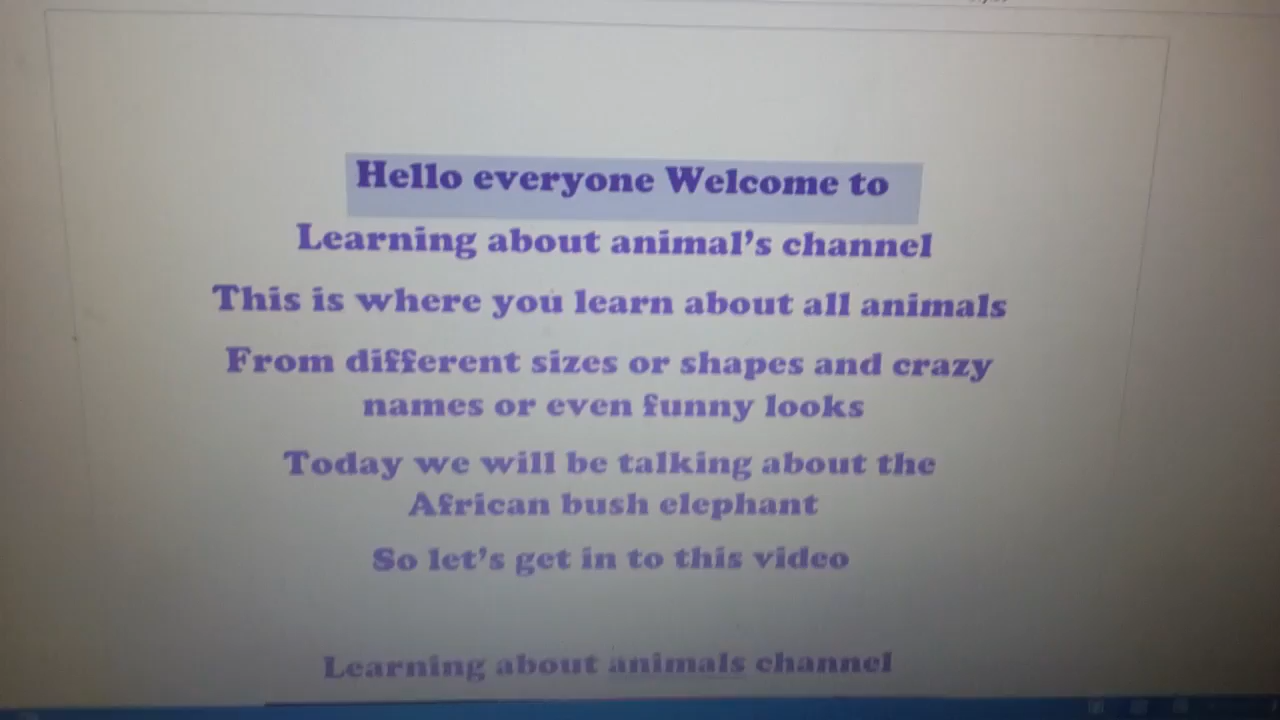 Hello everyone Welcome to
Learning about animal's channel
This is where you learn about all animals
From different sizes or shapes and crazy
names or even funny looks
Today we will be talking about the
African bush elephant
So let's get in to this video
Learning about animals channel